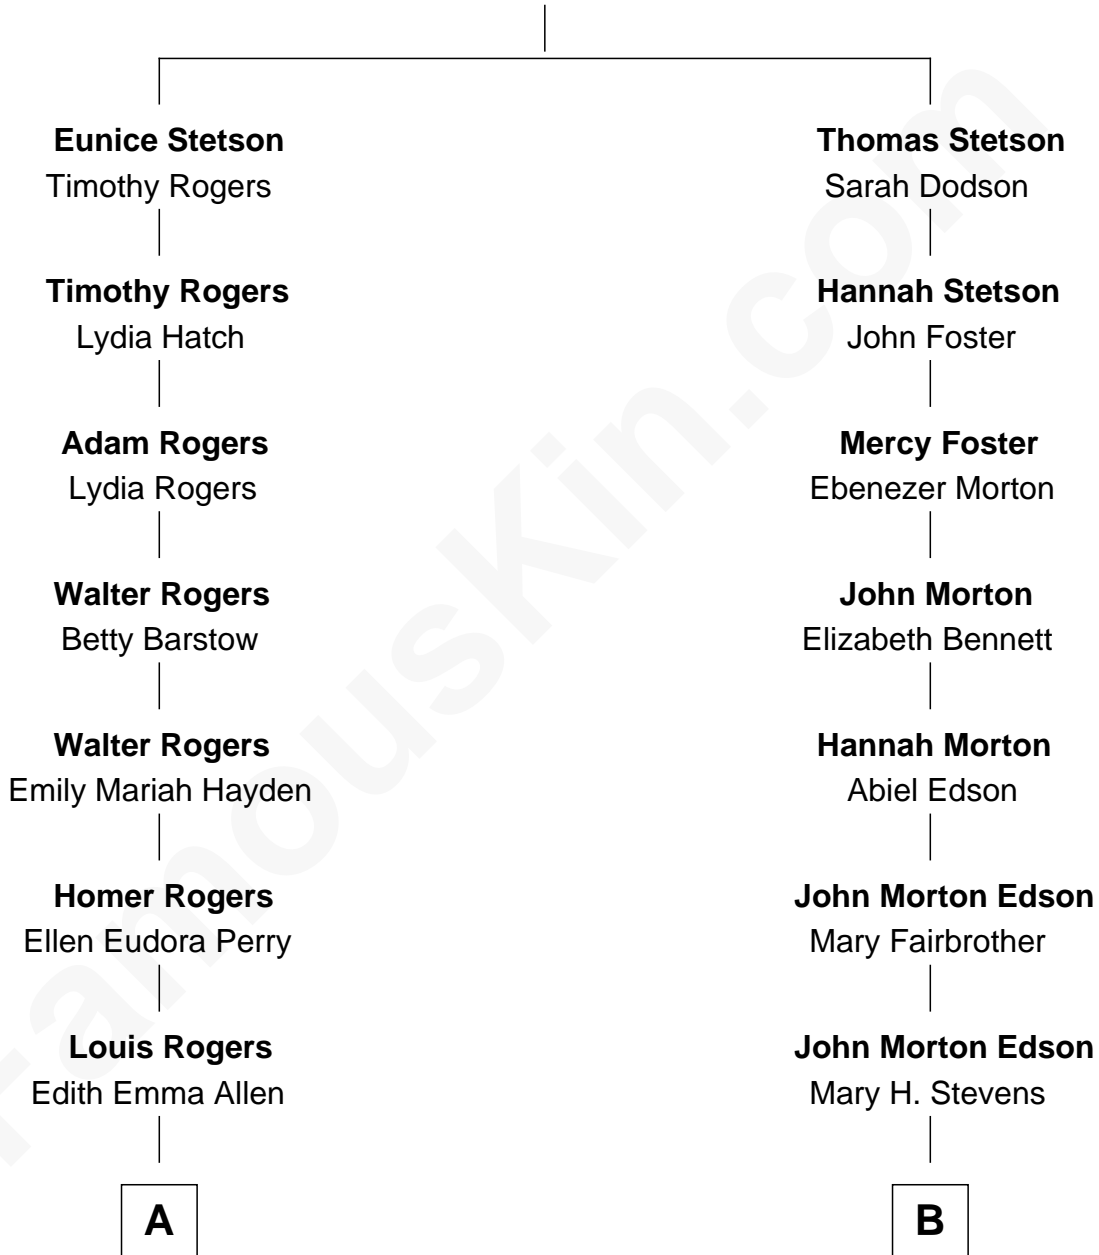 Eunice Stetson
Timothy Rogers
Timothy Rogers
Lydia Hatch
Adam Rogers
Lydia Rogers
Walter Rogers
Betty Barstow
Walter Rogers
Emily Mariah Hayden
Homer Rogers
Ellen Eudora Perry
Louis Rogers
Edith Emma Allen
A
Thomas Stetson
Sarah Dodson
Hannah Stetson
John Foster
Mercy Foster
Ebenezer Morton
John Morton
Elizabeth Bennett
Hannah Morton
Abiel Edson
John Morton Edson
Mary Fairbrother
John Morton Edson
Mary H. Stevens
B
FamousKin.com